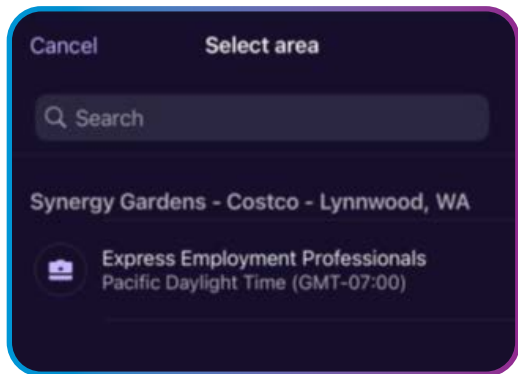 Cancel Select area
Search
Synergy Gardens - Costco - Lynnwood, WA
Express Employment Professionals
Pacific Daylight Time (GMT-07:00)